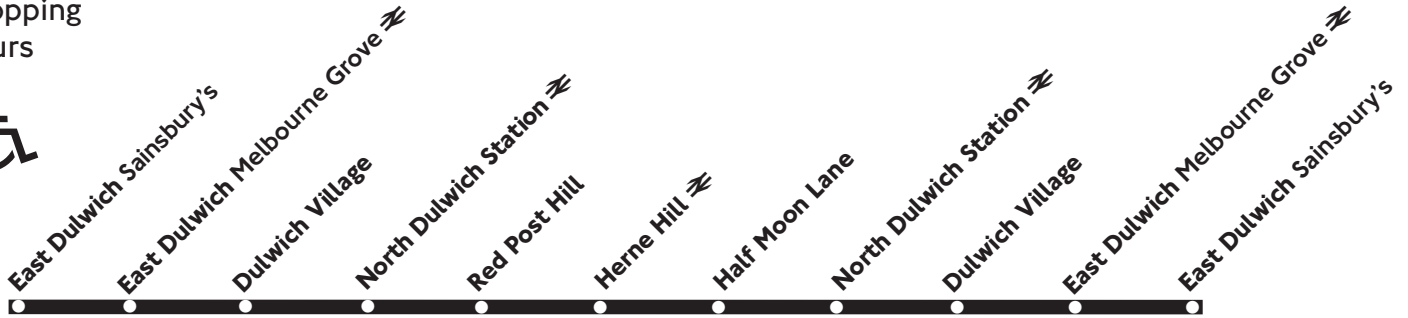 urs
East Dulwich Sainsbury's
East Dulwich Melbourne Grove
Dulwich Village
North Dulwich Station
Red Post Hill
Herne Hill
Half Moon Lane
North Dulwich Station
Dulwich Village
East Dulwich Melbourne Grove
East Dulwich Sainsbury's